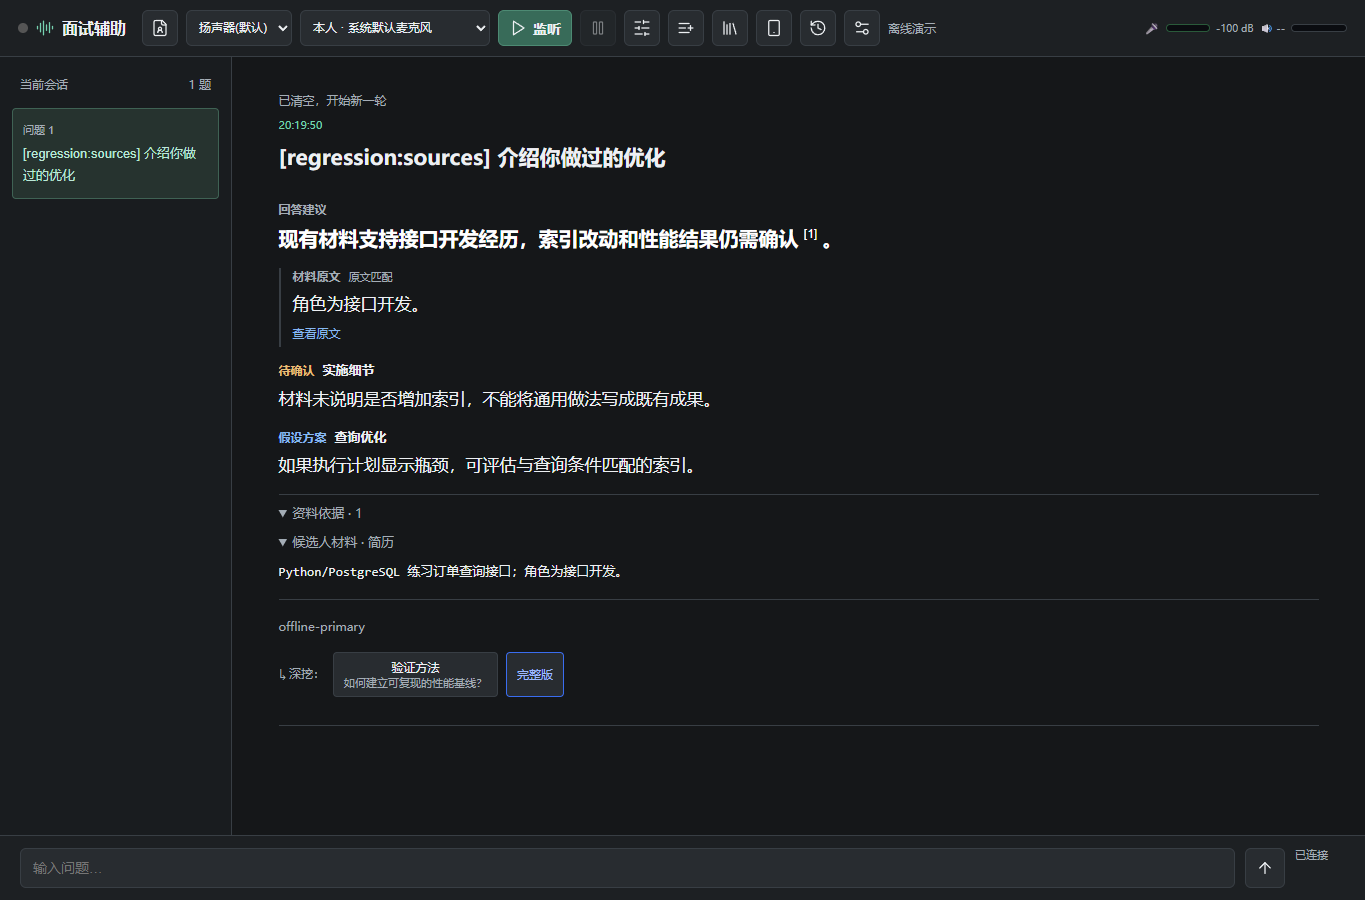 面试辅助
扬声器(默认)
本人 · 系统默认麦克风
监听
离线演示
-100 dB
--
当前会话
1 题
问题 1
[regression:sources] 介绍你做
过的优化
已清空，开始新一轮
20:19:50
[regression:sources] 介绍你做过的优化
回答建议
现有材料支持接口开发经历，索引改动和性能结果仍需确认 [1] 。
材料原文 原文匹配
角色为接口开发。
查看原文
待确认 实施细节
材料未说明是否增加索引，不能将通用做法写成既有成果。
假设方案 查询优化
如果执行计划显示瓶颈，可评估与查询条件匹配的索引。
▼ 资料依据 · 1
▼ 候选人材料 · 简历
Python/PostgreSQL 练习订单查询接口；角色为接口开发。
offline-primary
↳ 深挖：
验证方法
如何建立可复现的性能基线？
完整版
输入问题...
已连接